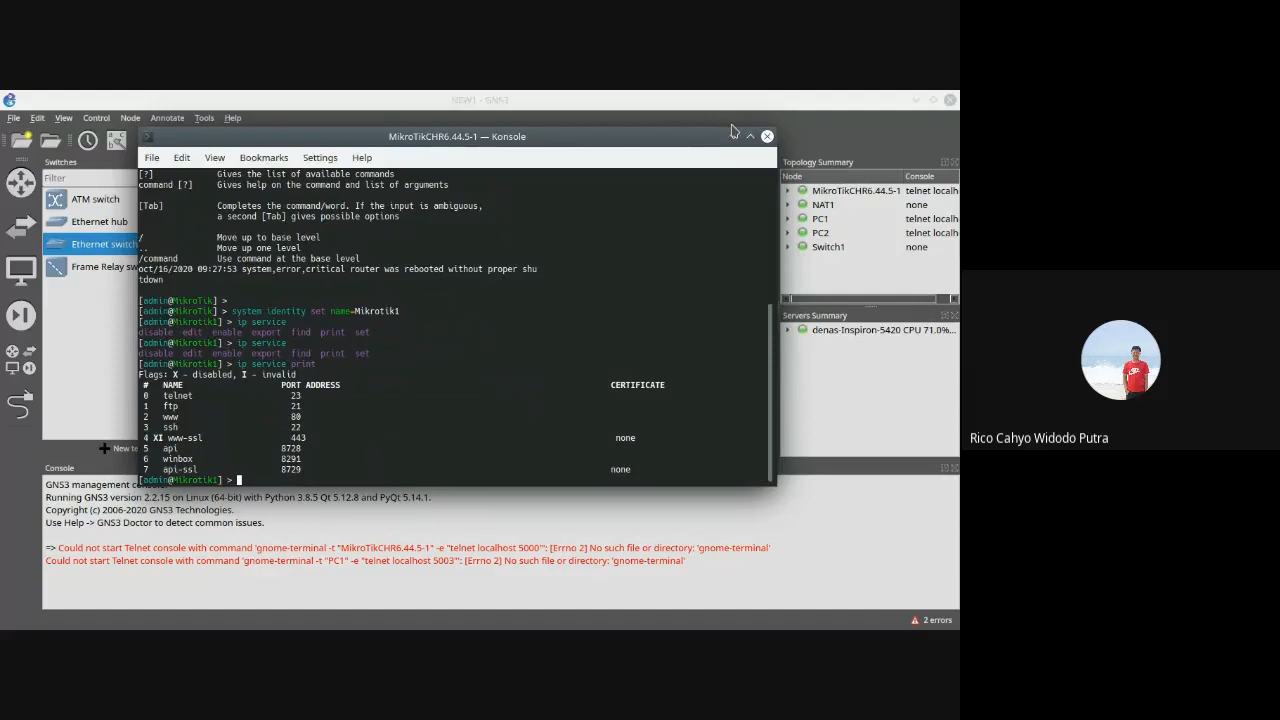 NEW1 - GNS3
File Edit View Control Node Annotate Tools Help
MikroTikCHR6.44.5-1 — Konsole
File Edit View Bookmarks Settings Help
Switches
Filter
ATM switch
Ethernet hub
Ethernet switch
Frame Relay sw
[?] Gives the list of available commands
command [?] Gives help on the command and list of arguments
[Tab] Completes the command/word. If the input is ambiguous,
a second [Tab] gives possible options
/ Move up to base level
.. Move up one level
/command Use command at the base level
oct/16/2020 09:27:53 system,error,critical router was rebooted without proper shu
tdown
[admin@MikroTik] >
[admin@MikroTik] > system identity set name=Mikrotik1
[admin@Mikrotik1] > ip service
disable edit enable export find print set
[admin@Mikrotik1] > ip service
disable edit enable export find print set
[admin@Mikrotik1] > ip service print
Flags: X - disabled, I - invalid
# NAME PORT ADDRESS CERTIFICATE
0 telnet 23
1 ftp 21
2 www 80
3 ssh 22
4 XI www-ssl 443 none
5 api 8728
6 winbox 8291
7 api-ssl 8729 none
[admin@Mikrotik1] >
Topology Summary
Node Console
MikroTikCHR6.44.5-1 telnet localh
NAT1 none
PC1 telnet localh
PC2 telnet localh
Switch1 none
Servers Summary
denas-Inspiron-5420 CPU 71.0%...
New te
Console
GNS3 management conso
Running GNS3 version 2.2.15 on Linux (64-bit) with Python 3.8.5 Qt 5.12.8 and PyQt 5.14.1.
Copyright (c) 2006-2020 GNS3 Technologies.
Use Help -> GNS3 Doctor to detect common issues.
=> Could not start Telnet console with command 'gnome-terminal -t "MikroTikCHR6.44.5-1" -e "telnet localhost 5000"': [Errno 2] No such file or directory: 'gnome-terminal'
Could not start Telnet console with command 'gnome-terminal -t "PC1" -e "telnet localhost 5003"': [Errno 2] No such file or directory: 'gnome-terminal'
2 errors
Rico Cahyo Widodo Putra